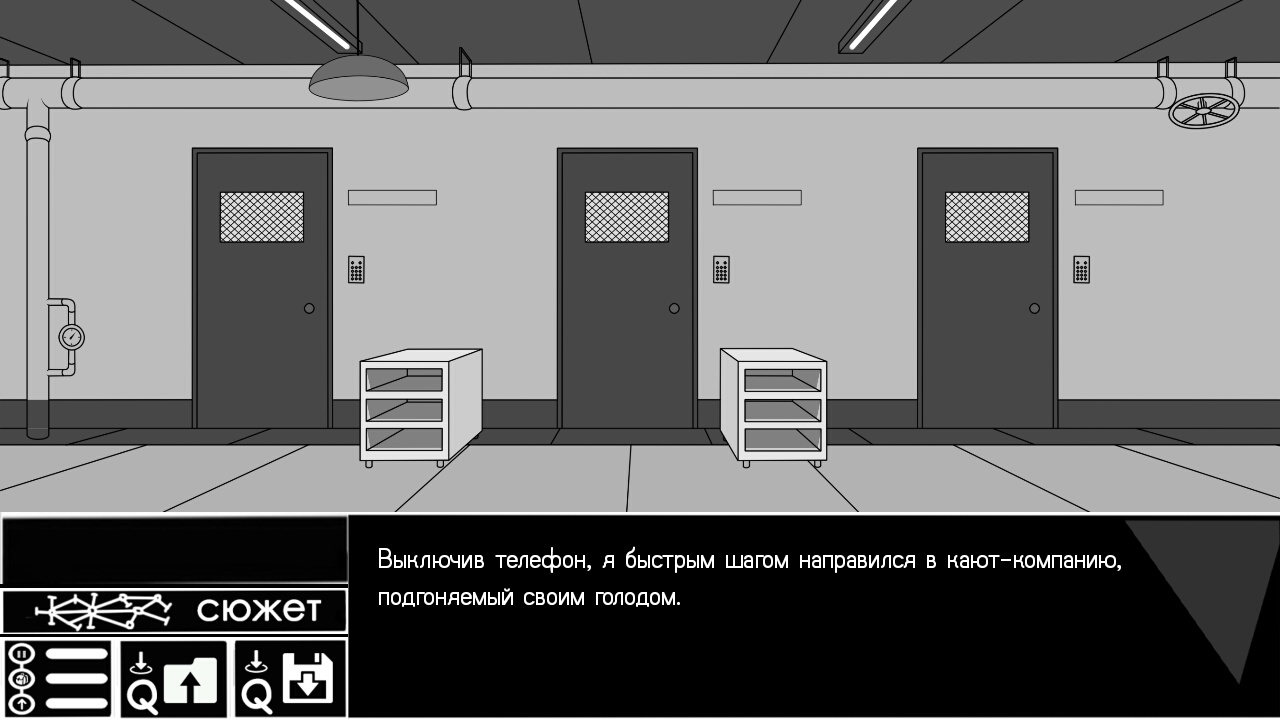 Выключив телефон, я быстрым шагом направился в кают-компанию,
подгоняемый своим голодом.
сюжет
Q
Q